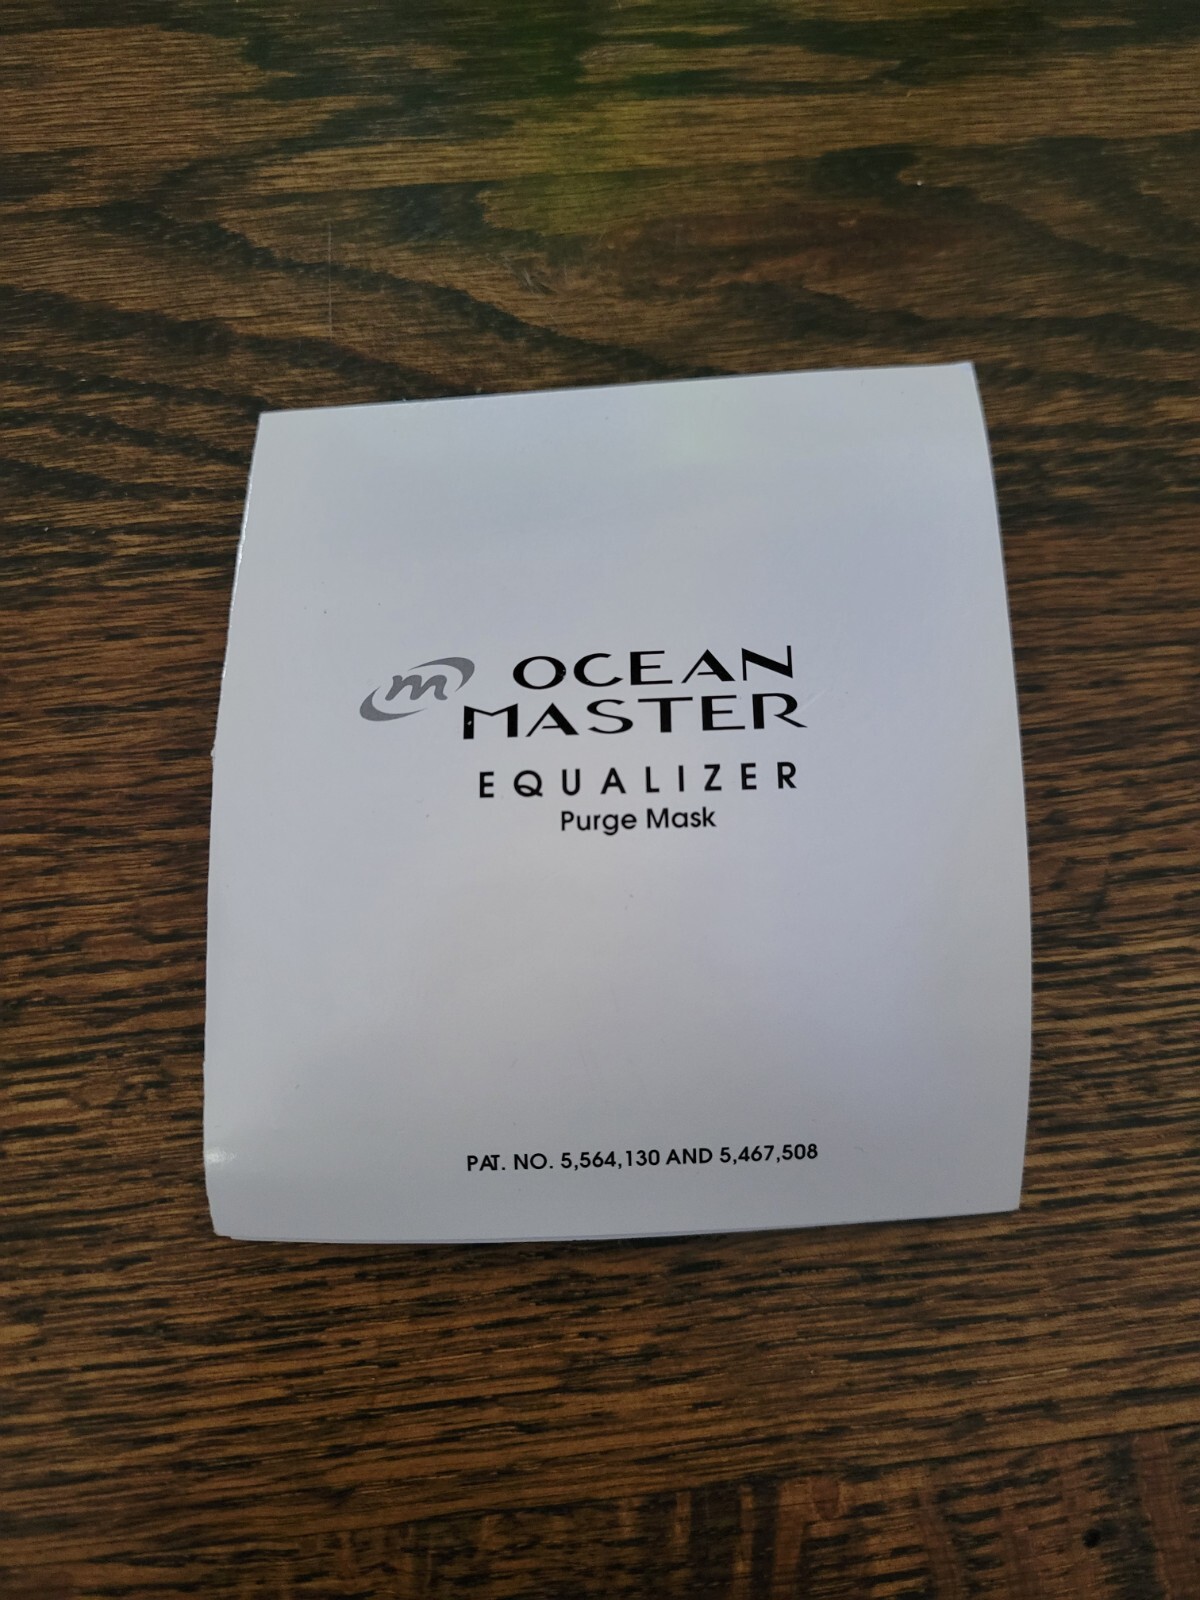 m OCEAN
MASTER
EQUALIZER
Purge Mask
PAT. NO. 5,564,130 AND 5,467,508